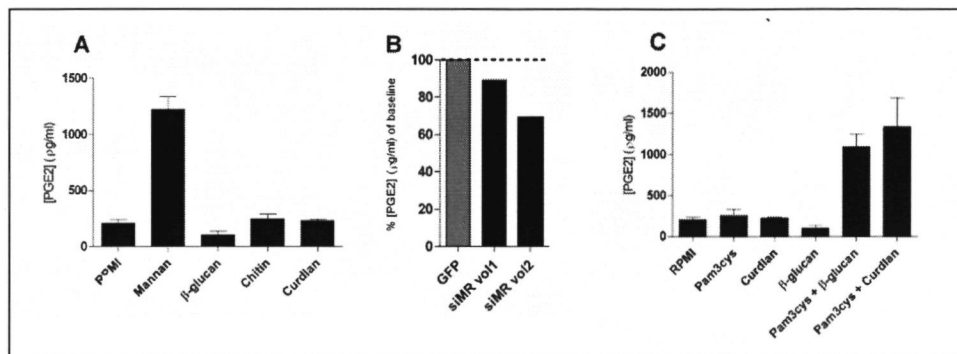 A
[PGE2] (pg/ml)
1500
1000
500
0
Mannan
β-glucan
Chitin
Curdlan
B
% [PGE2] (pg/ml) of baseline
100
80
60
40
20
0
GFP
siMR vol1
siMR vol2
C
[PGE2] (pg/ml)
2000
1500
1000
500
0
RPMI
Pam3cys
Curdlan
β-glucan
Pam3cys + β-glucan
Pam3cys + Curdlan